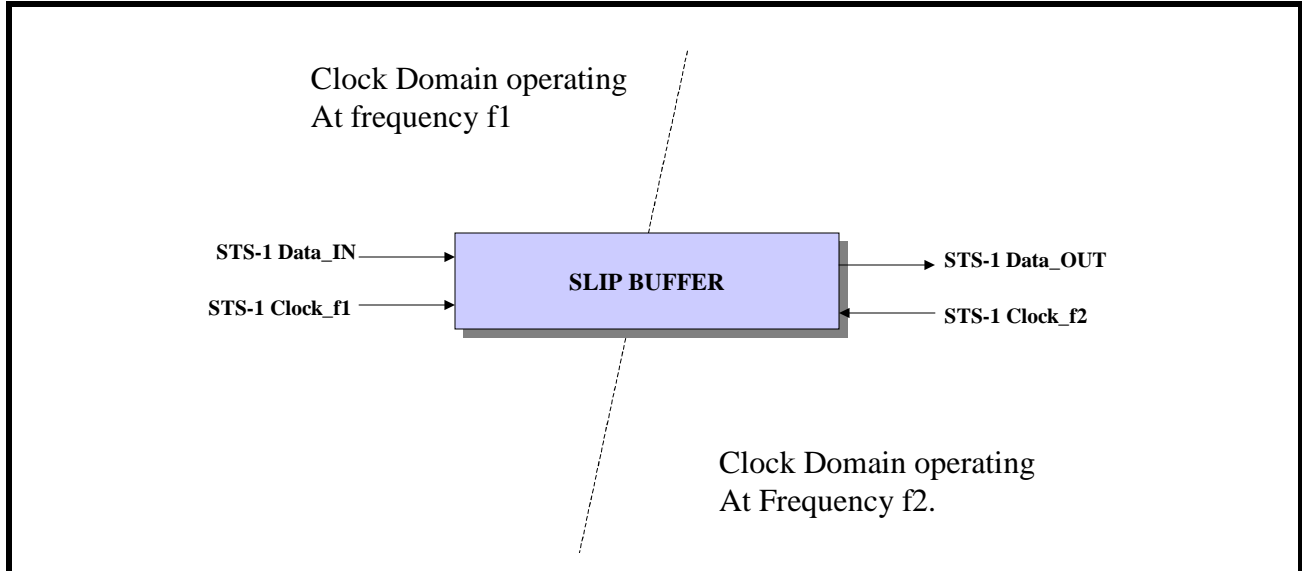 Clock Domain operating
At frequency f1
STS-1 Data_IN
STS-1 Clock_f1
SLIP BUFFER
STS-1 Data_OUT
STS-1 Clock_f2
Clock Domain operating
At Frequency f2.